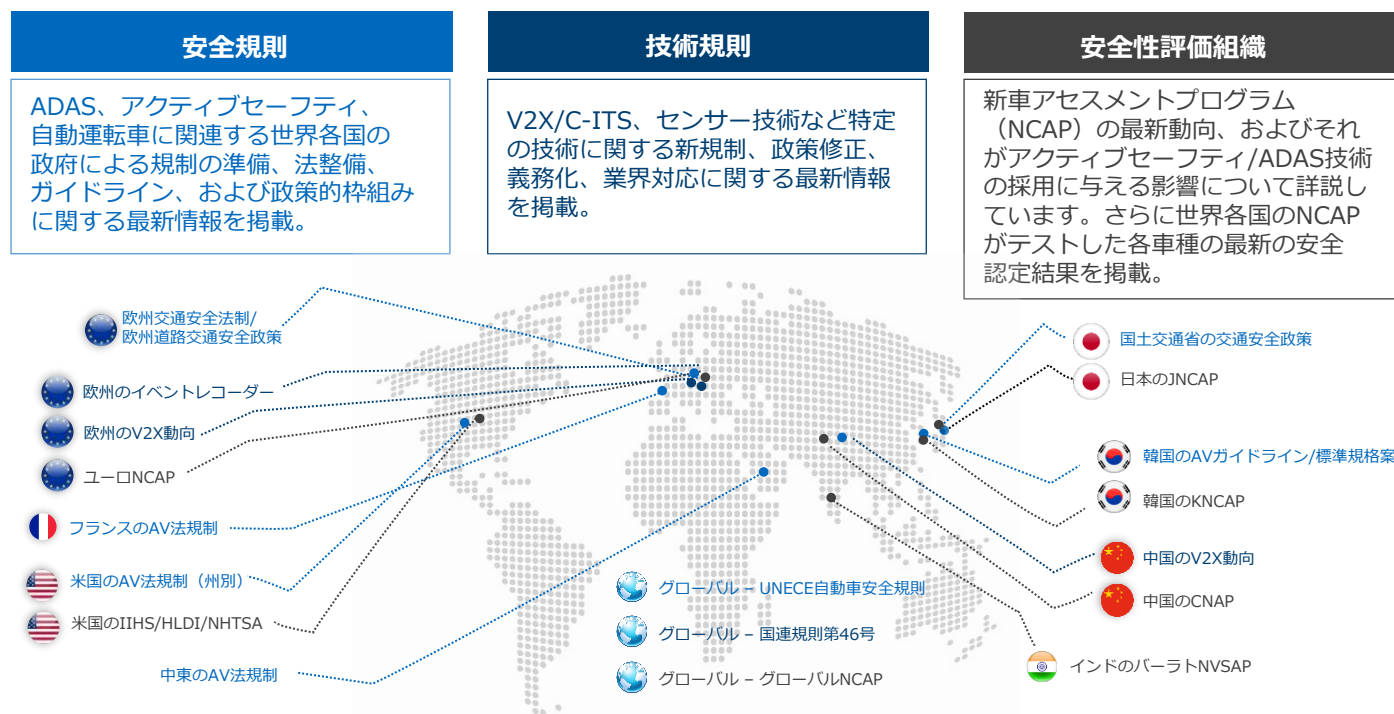 安全規則
ADAS、アクティブセーフティ、
自動運転車に関連する世界各国の
政府による規制の準備、法整備、
ガイドライン、および政策的枠組み
に関する最新情報を掲載。
技術規則
V2X/C-ITS、センサー技術など特定
の技術に関する新規制、政策修正、
義務化、業界対応に関する最新情報
を掲載。
安全性評価組織
新車アセスメントプログラム
（NCAP）の最新動向、およびそれ
がアクティブセーフティ/ADAS技術
の採用に与える影響について詳説し
ています。さらに世界各国のNCAP
がテストした各車種の最新の安全
認定結果を掲載。
欧州交通安全法制/
欧州道路交通安全政策
欧州のイベントレコーダー
欧州のV2X動向
ユーロNCAP
フランスのAV法規制
米国のAV法規制（州別）
米国のIIHS/HLDI/NHTSA
中東のAV法規制
グローバル – UNECE自動車安全規則
グローバル – 国連規則第46号
グローバル – グローバルNCAP
国土交通省の交通安全政策
日本のJNCAP
韓国のAVガイドライン/標準規格案
韓国のKNCAP
中国のV2X動向
中国のCNAP
インドのバーラトNVSAP